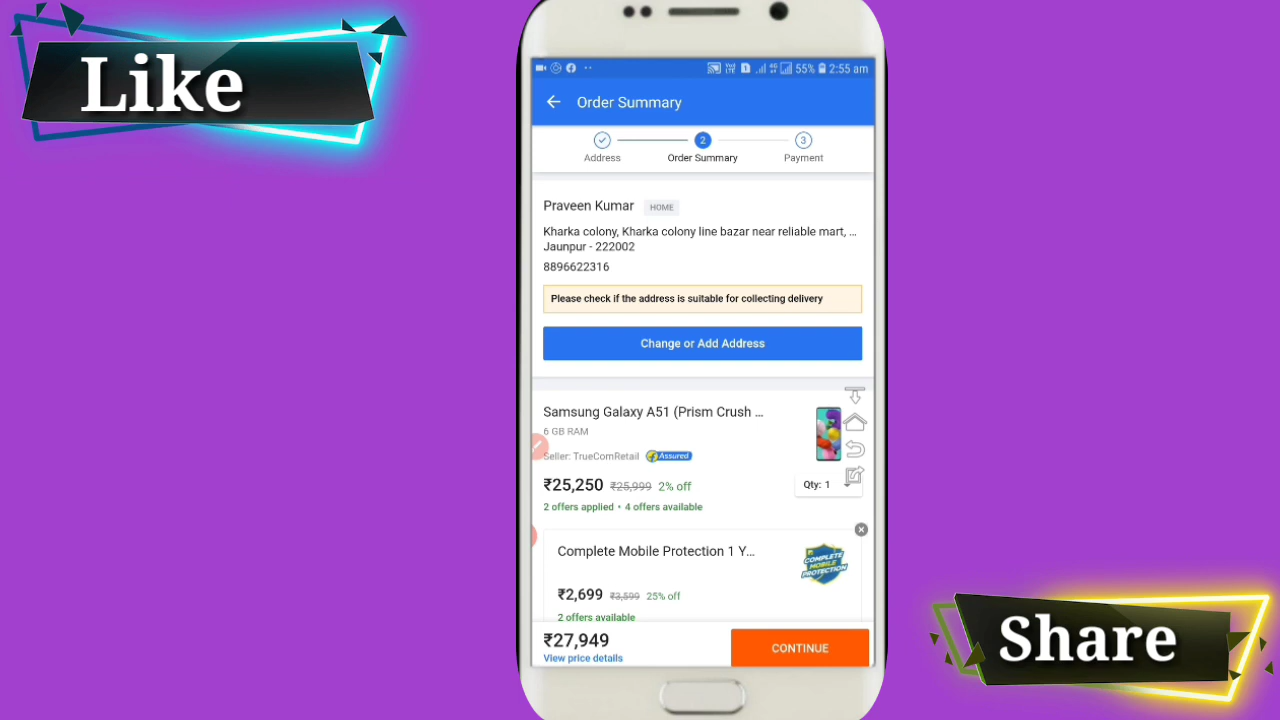 Like
55% 2:55 am
Order Summary
2
3
Address
Order Summary
Payment
Praveen Kumar HOME
Kharka colony, Kharka colony line bazar near reliable mart, ...
Jaunpur - 222002
8896622316
Please check if the address is suitable for collecting delivery
Change or Add Address
Samsung Galaxy A51 (Prism Crush ...
6 GB RAM
Seller: TrueComRetail Assured
₹25,250 ₹25,999 2% off
Qty: 1
2 offers applied • 4 offers available
Complete Mobile Protection 1 Y...
COMPLETE
MOBILE
PROTECTION
₹2,699 ₹3,599 25% off
2 offers available
₹27,949
View price details
CONTINUE
Share